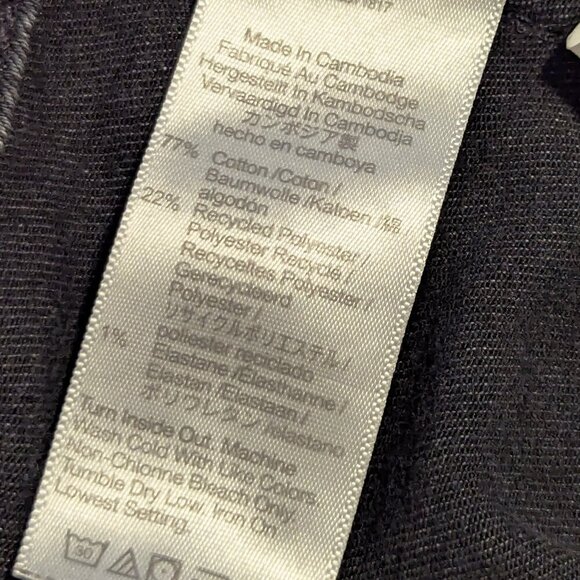 1817
Made In Cambodia
Fabriqué Au Cambodge
Hergestellt In Kambodscha
Vervaardigd In Cambodja
カンボジア製
hecho en camboya
77% Cotton /Coton /
Baumwolle /Katoen /綿
algodón
22% Recycled Polyester /
Polyester Recyclé /
Recyceltes Polyester /
Gerecycleerd
Polyester /
リサイクルポリエステル /
poliester reciclado
1% Elastane /Elasthanne /
Elastan /Elastaan /
ポリウレタン /elastano
Turn Inside Out. Machine
Wash Cold With Like Colors.
Non-Chlorine Bleach Only.
Tumble Dry Low. Iron On
Lowest Setting.
30